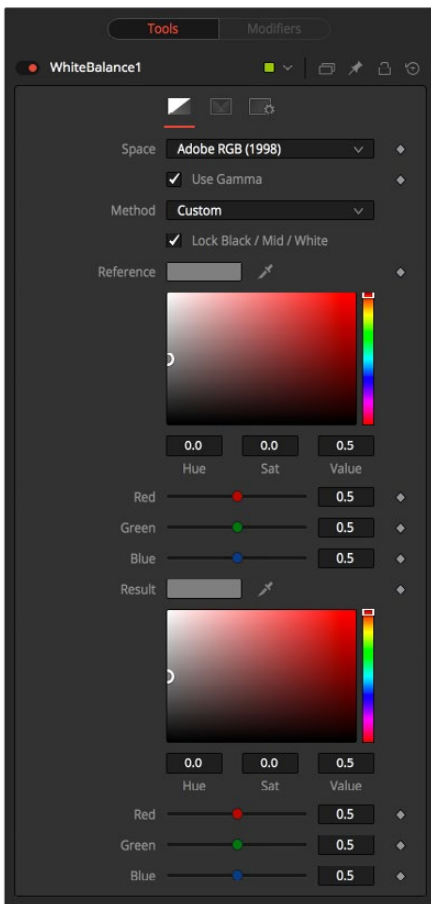 Tools Modifiers
WhiteBalance1
Space Adobe RGB (1998)
Use Gamma
Method Custom
Lock Black / Mid / White
Reference
0.0 0.0 0.5
Hue Sat Value
Red 0.5
Green 0.5
Blue 0.5
Result
0.0 0.0 0.5
Hue Sat Value
Red 0.5
Green 0.5
Blue 0.5